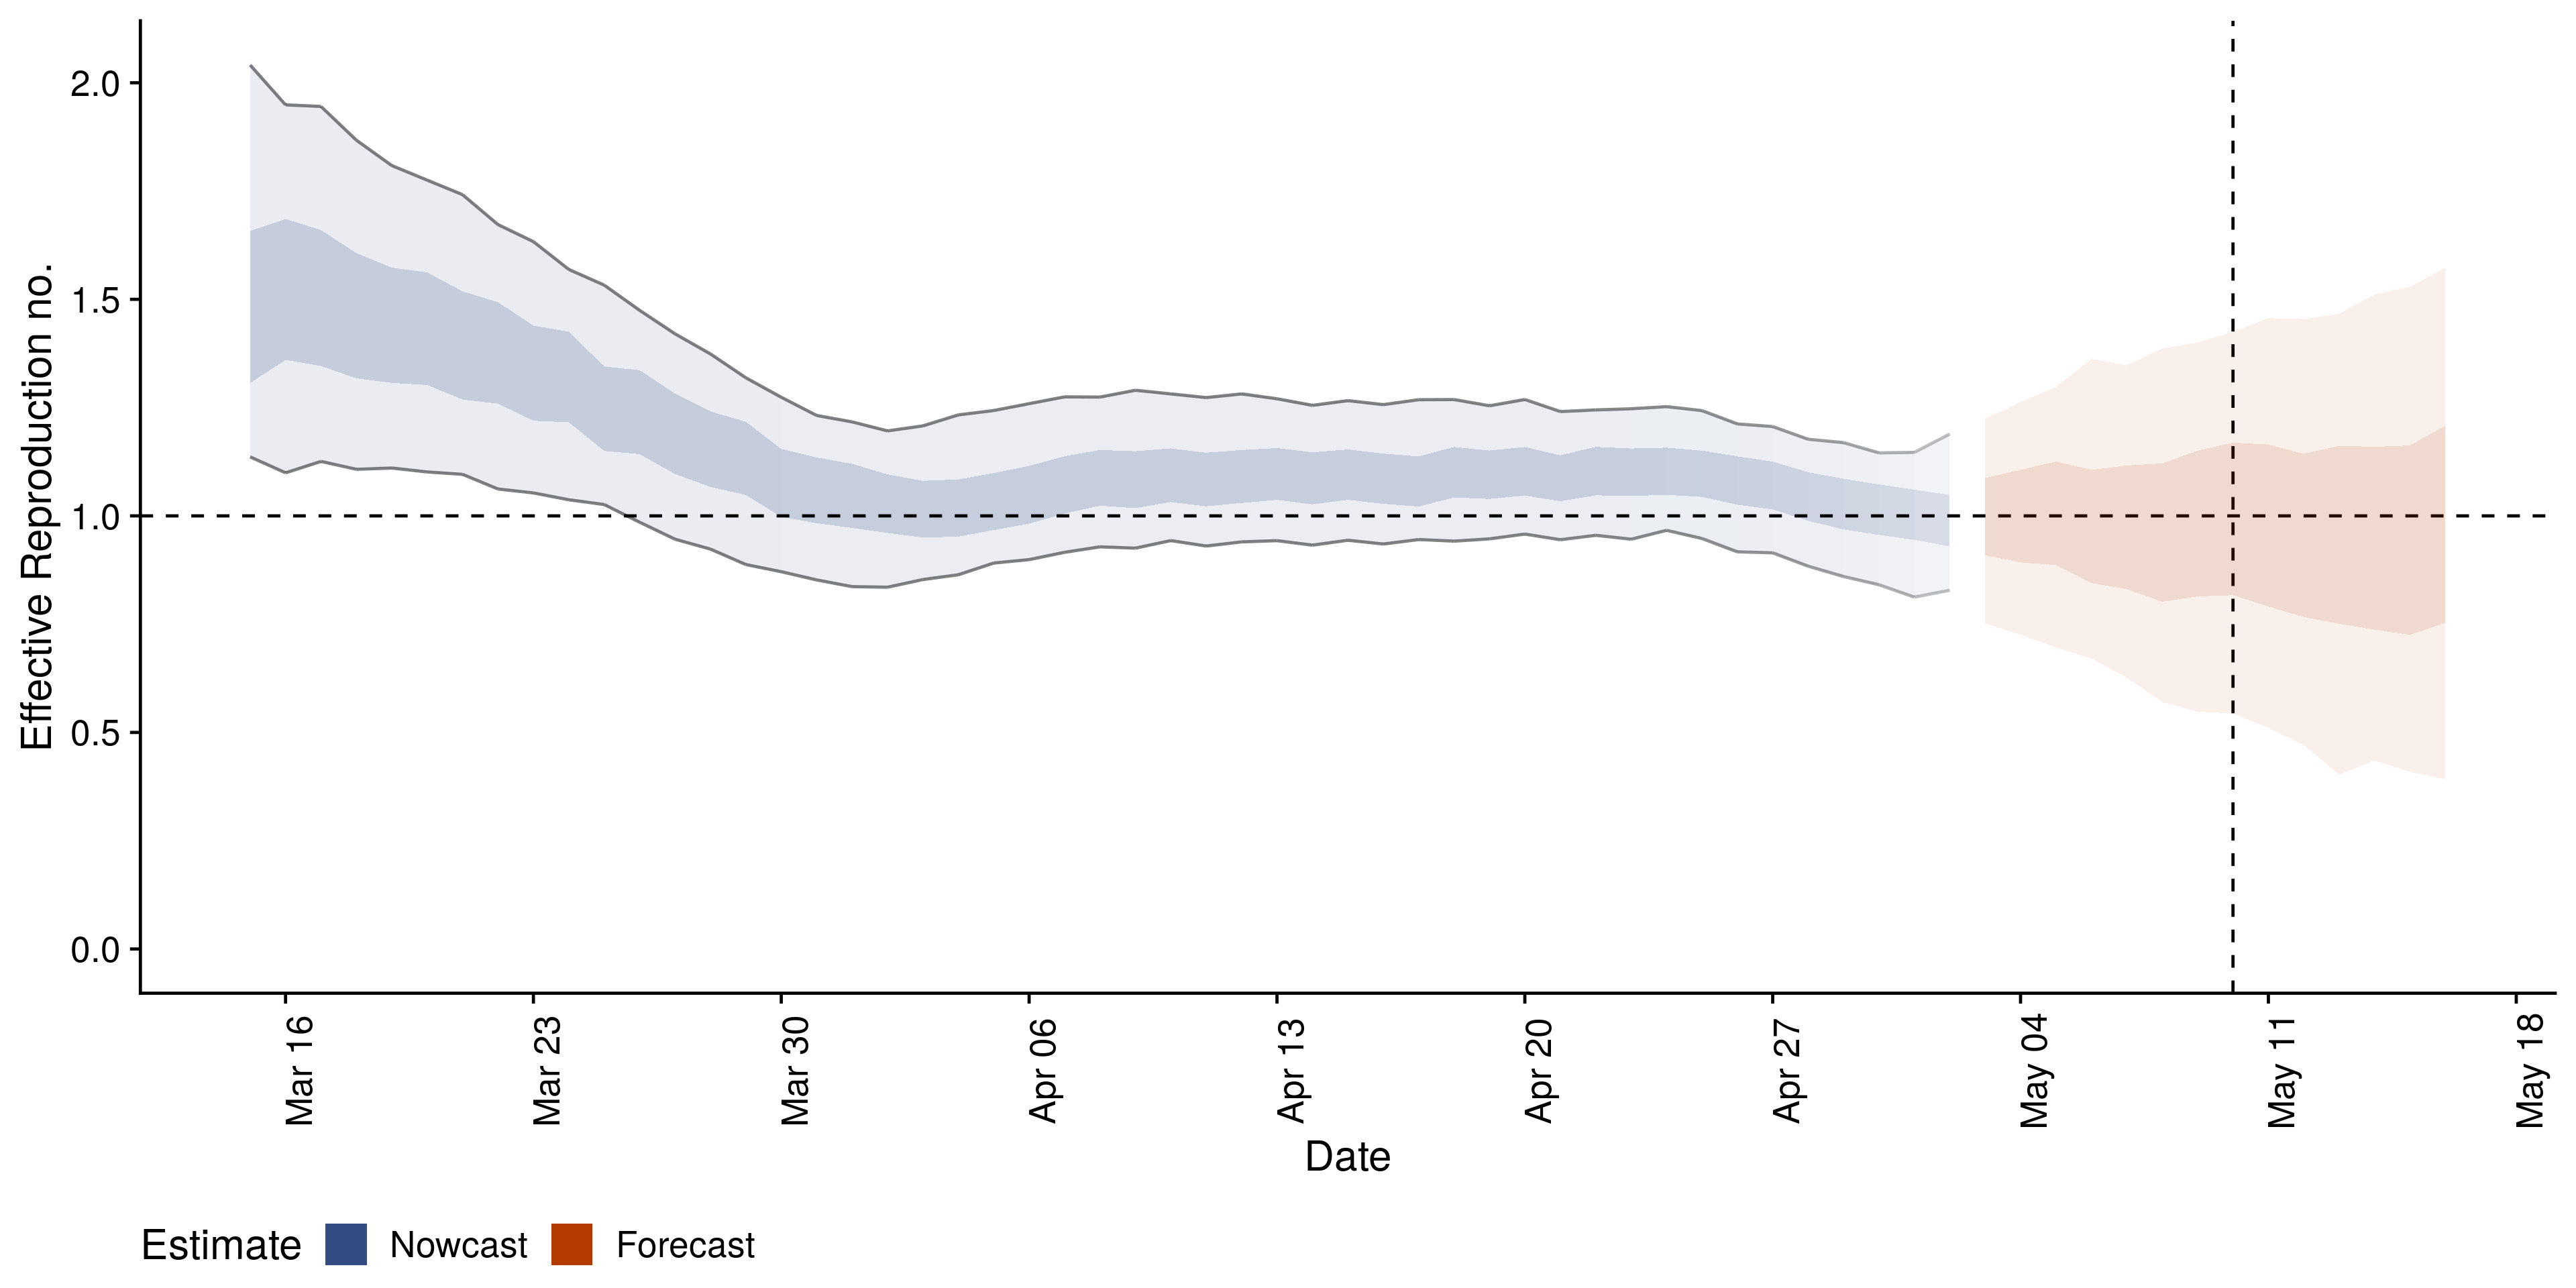 Effective Reproduction no.
2.0
1.5
1.0
0.5
0.0
Mar 16
Mar 23
Mar 30
Apr 06
Apr 13
Apr 20
Apr 27
May 04
May 11
May 18
Date
Estimate Nowcast Forecast